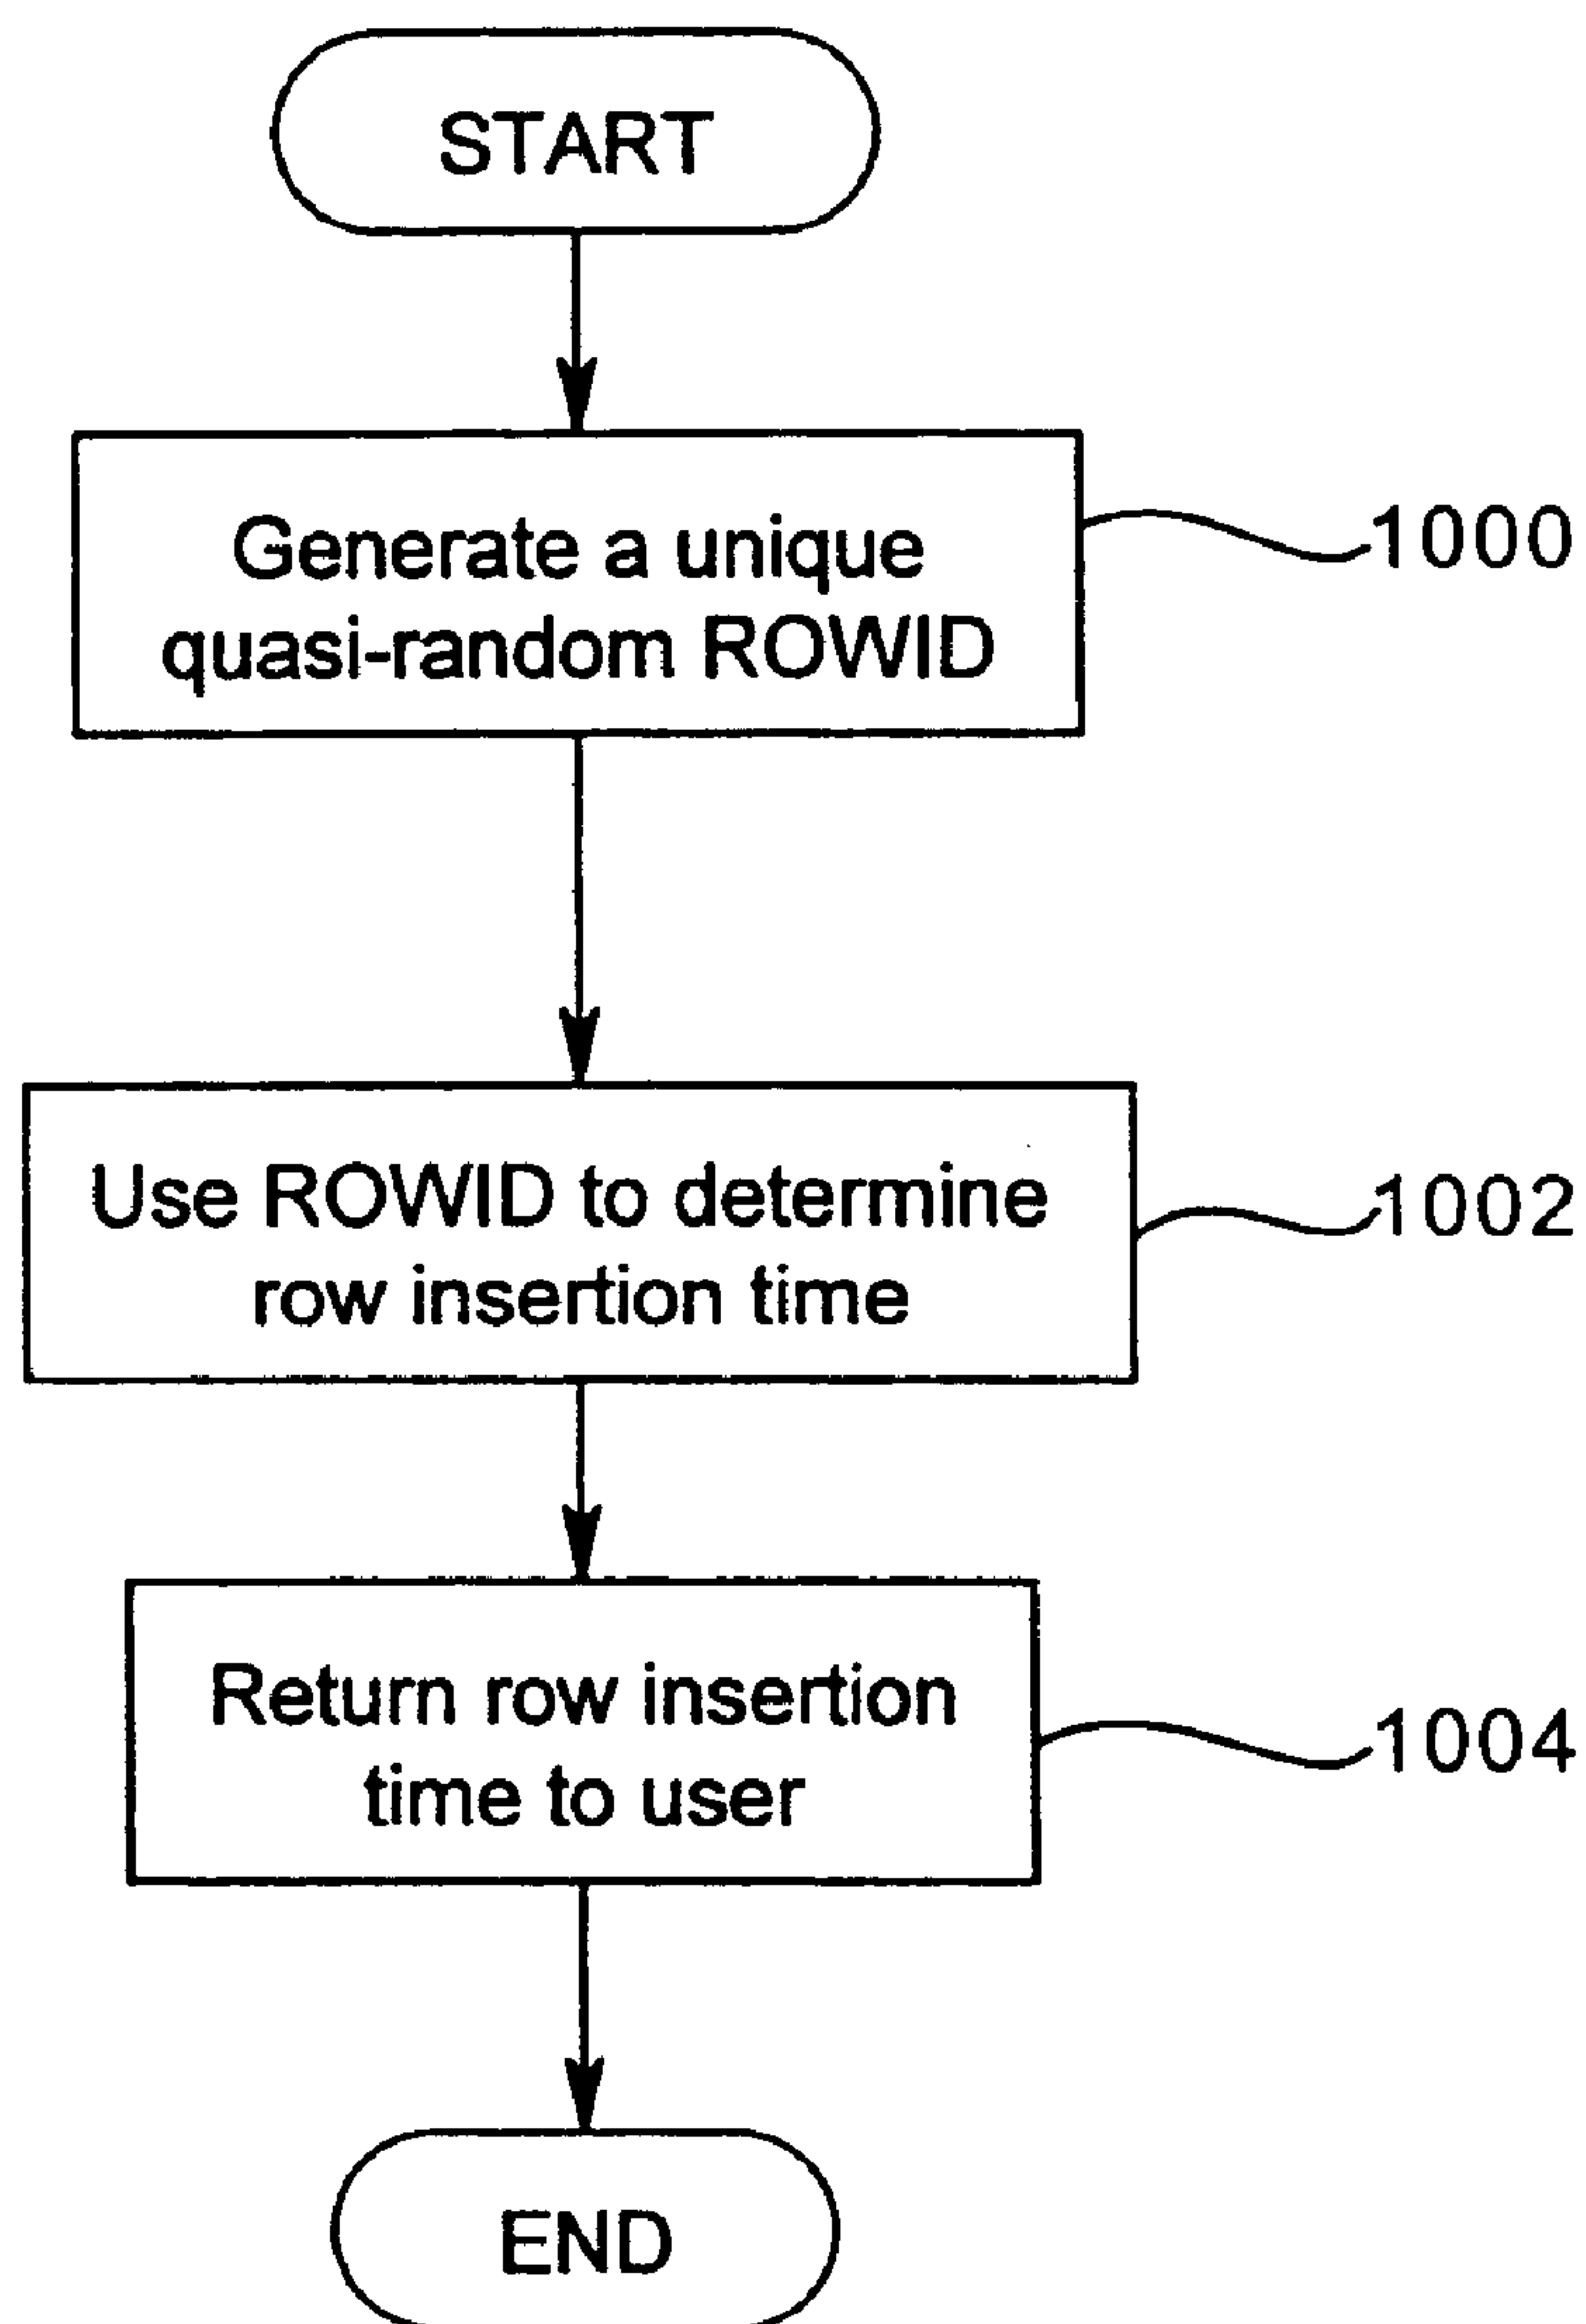 START
Generate a unique
quasi-random ROWID
1000
Use ROWID to determine
row insertion time
1002
Return row insertion
time to user
1004
END